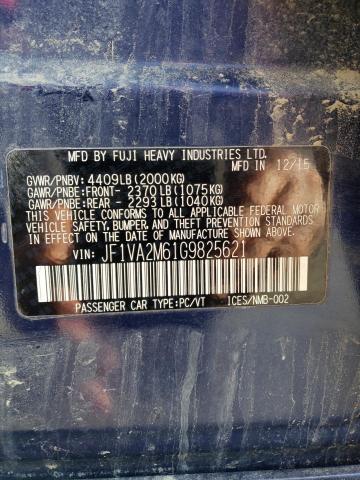 MFD BY FUJI HEAVY INDUSTRIES LTD.
MFD IN 12/15
GVWR/PNBV: 4409LB(2000KG)
GAWR/PNBE:FRONT- 2370LB(1075KG)
GAWR/PNBE:REAR - 2293LB(1040KG)
THIS VEHICLE CONFORMS TO ALL APPLICABLE FEDERAL MOTOR
VEHICLE SAFETY, BUMPER, AND THEFT PREVENTION STANDARDS
IN EFFECT ON THE DATE OF MANUFACTURE SHOWN ABOVE.
VIN: JF1VA2M61G9825621
PASSENGER CAR TYPE:PC/VT ICES/NMB-002